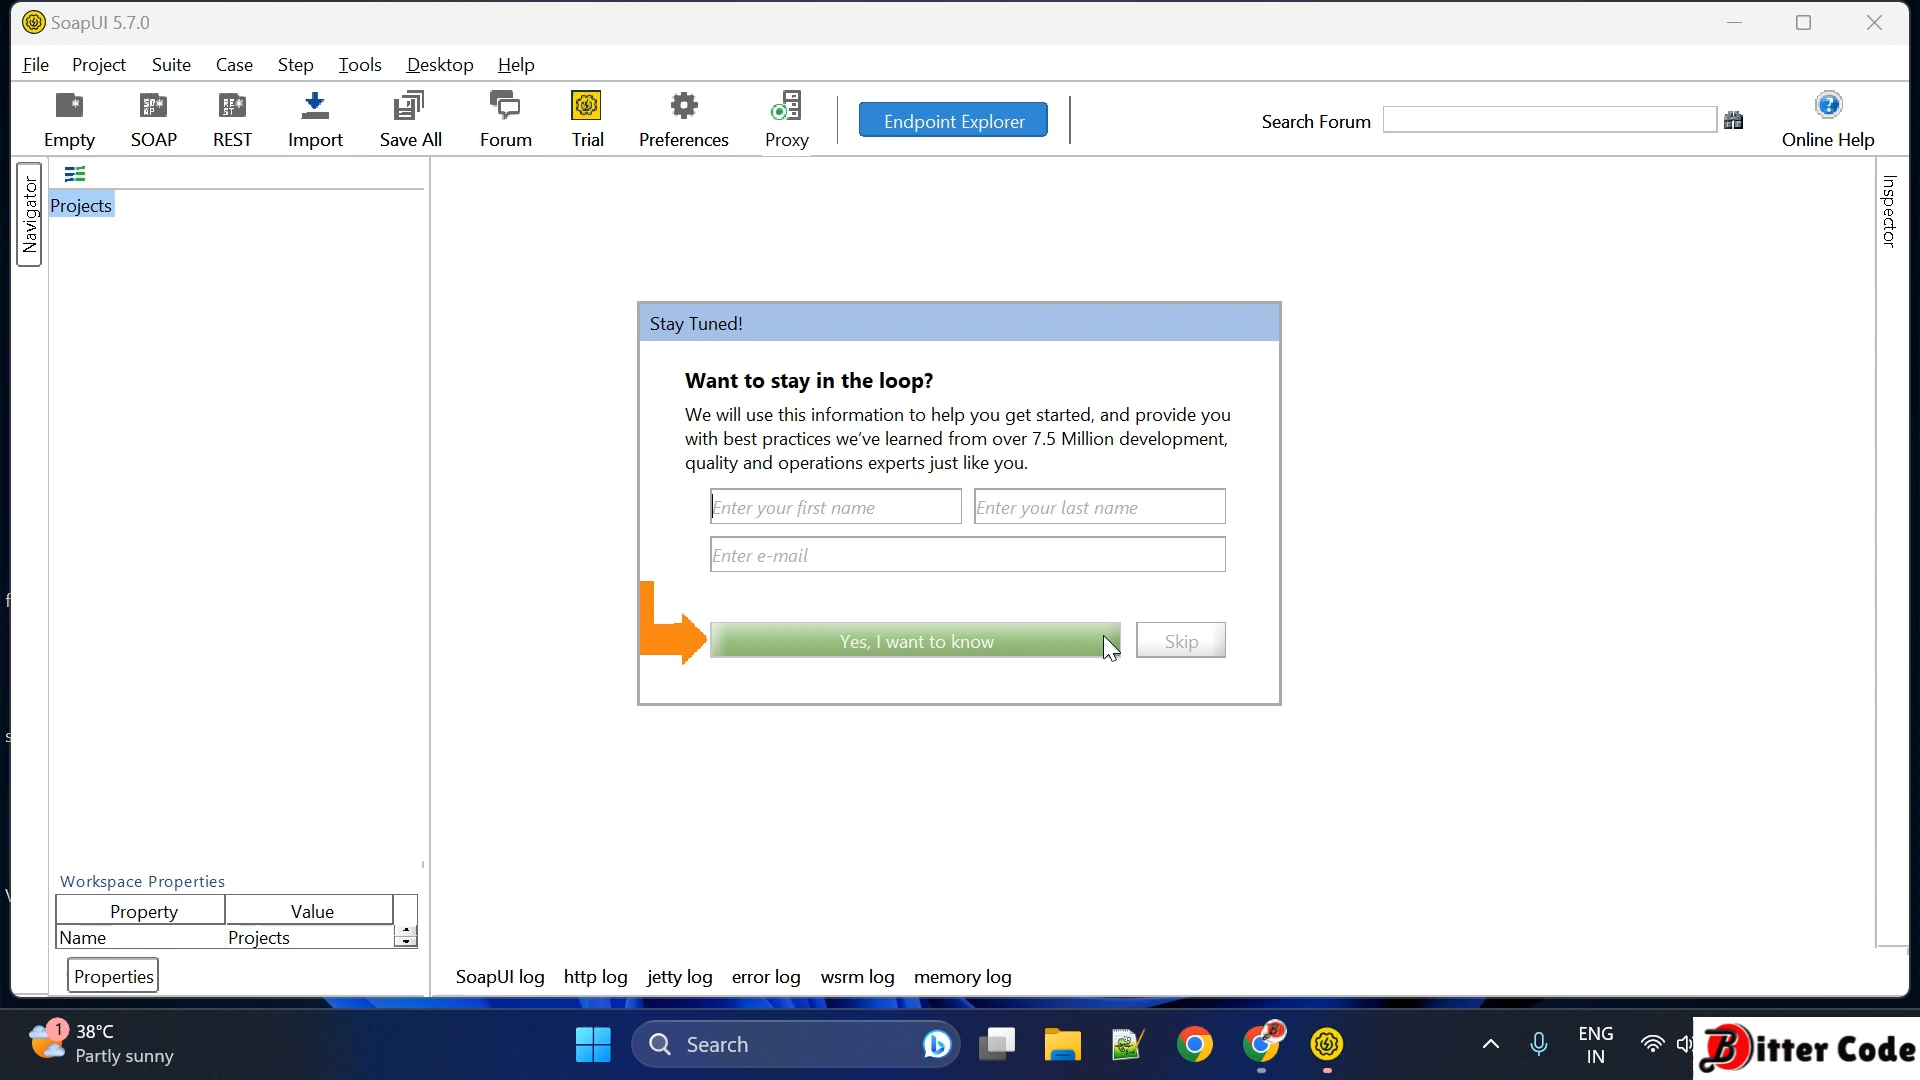 SoapUI 5.7.0
File Project Suite Case Step Tools Desktop Help
Empty SOAP REST Import Save All Forum Trial Preferences Proxy Endpoint Explorer Search Forum Online Help
Navigator
Projects
Inspector
Stay Tuned!
Want to stay in the loop?
We will use this information to help you get started, and provide you
with best practices we've learned from over 7.5 Million development,
quality and operations experts just like you.
Enter your first name Enter your last name
Enter e-mail
Yes, I want to know Skip
Workspace Properties
Property Value
Name Projects
Properties
SoapUI log http log jetty log error log wsrm log memory log
1 38°C
Partly sunny
Search
ENG
IN
Bitter Code